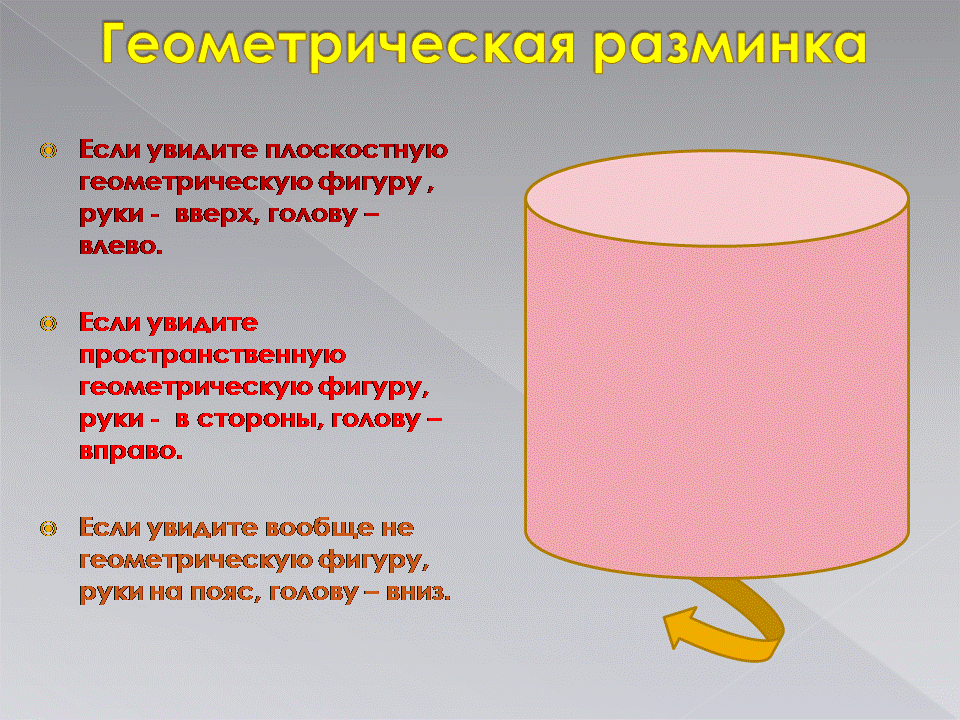 Геометрическая разминка
Если увидите плоскостную
геометрическую фигуру ,
руки - вверх, голову –
влево.
Если увидите
пространственную
геометрическую фигуру,
руки - в стороны, голову –
вправо.
Если увидите вообще не
геометрическую фигуру,
руки на пояс, голову – вниз.